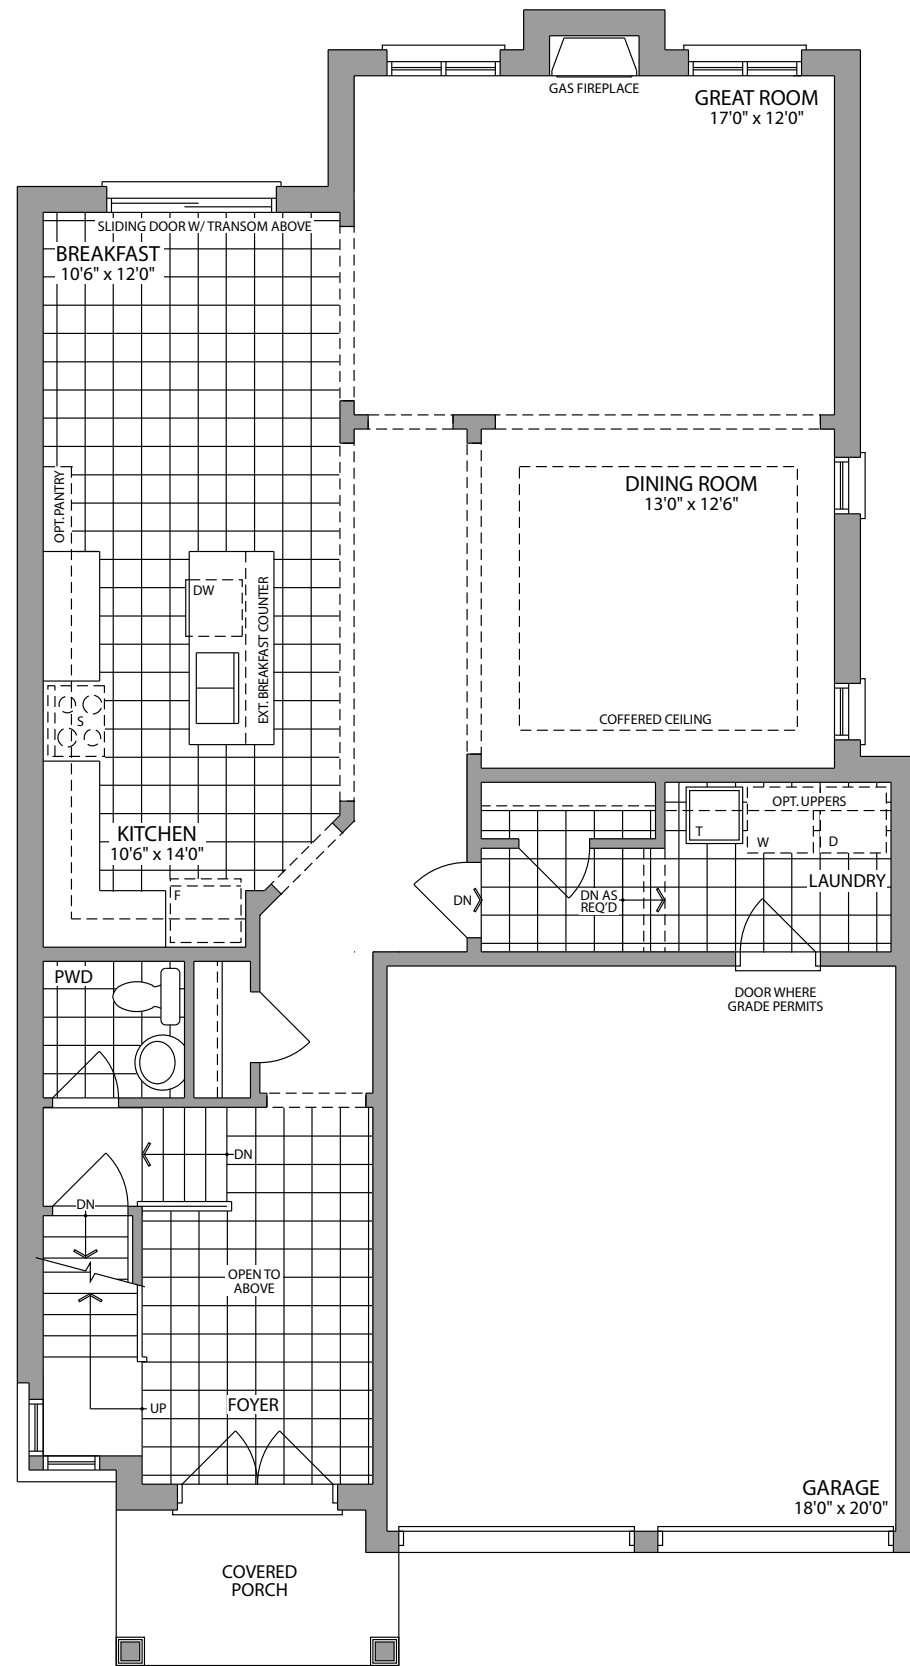 GAS FIREPLACE
GREAT ROOM
17'0" x 12'0"
SLIDING DOOR W/ TRANSOM ABOVE
BREAKFAST
10'6" x 12'0"
OPT. PANTRY
DINING ROOM
13'0" x 12'6"
DW
EXT. BREAKFAST COUNTER
S
COFFERED CEILING
KITCHEN
10'6" x 14'0"
F
T
OPT. UPPERS
W
D
LAUNDRY
DN
DN AS
REQ'D
PWD
DOOR WHERE
GRADE PERMITS
DN
DN
OPEN TO
ABOVE
UP
FOYER
GARAGE
18'0" x 20'0"
COVERED
PORCH